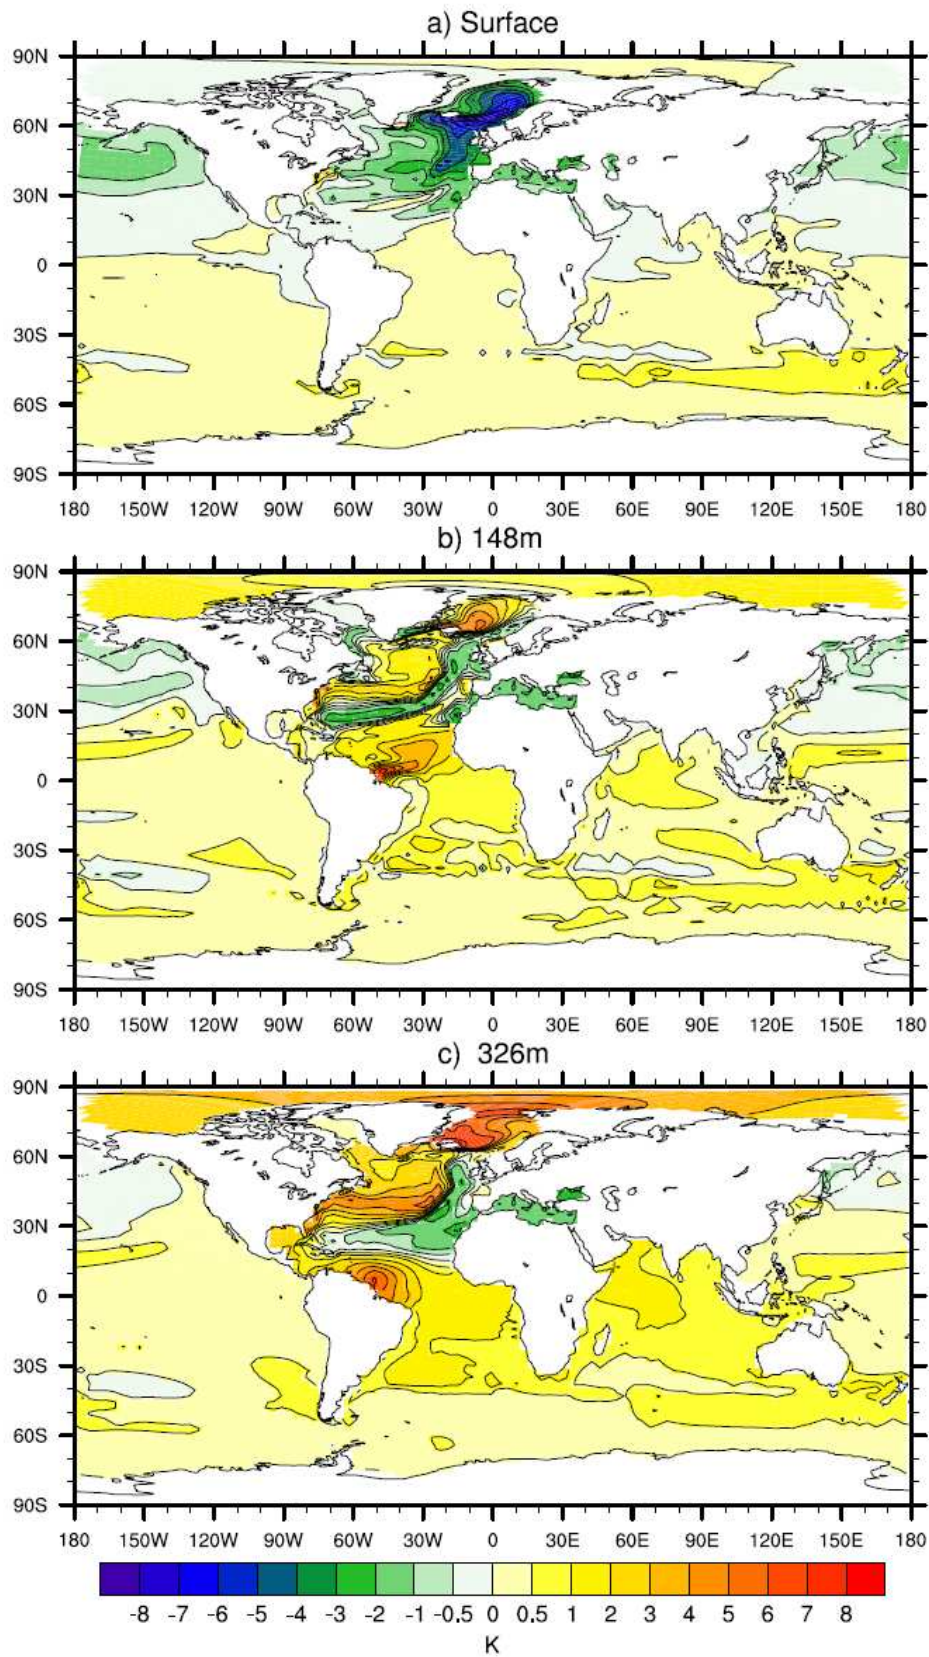 a) Surface
90N
60N
30N
0
30S
60S
90S
180 150W 120W 90W 60W 30W 0 30E 60E 90E 120E 150E 180
b) 148m
90N
60N
30N
0
30S
60S
90S
180 150W 120W 90W 60W 30W 0 30E 60E 90E 120E 150E 180
c) 326m
90N
60N
30N
0
30S
60S
90S
180 150W 120W 90W 60W 30W 0 30E 60E 90E 120E 150E 180
-8 -7 -6 -5 -4 -3 -2 -1 -0.5 0 0.5 1 2 3 4 5 6 7 8
K